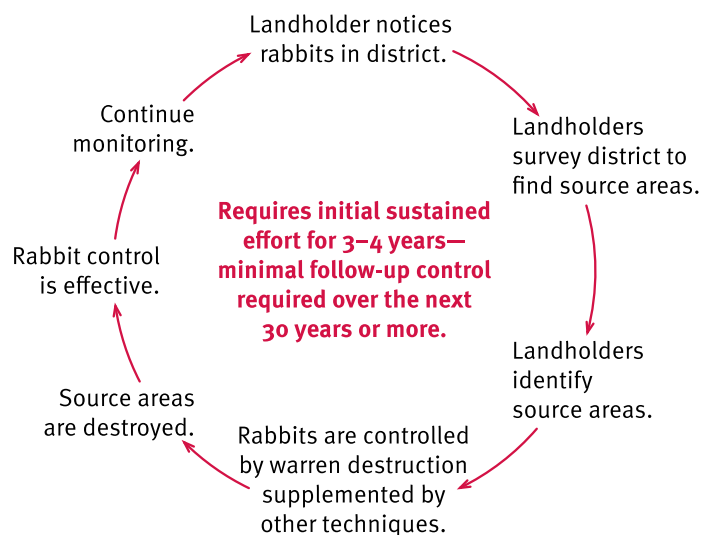 Landholder notices
rabbits in district.
Landholders
survey district to
find source areas.
Landholders
identify
source areas.
Rabbits are controlled
by warren destruction
supplemented by
other techniques.
Source areas
are destroyed.
Rabbit control
is effective.
Continue
monitoring.
Requires initial sustained
effort for 3–4 years—
minimal follow-up control
required over the next
30 years or more.